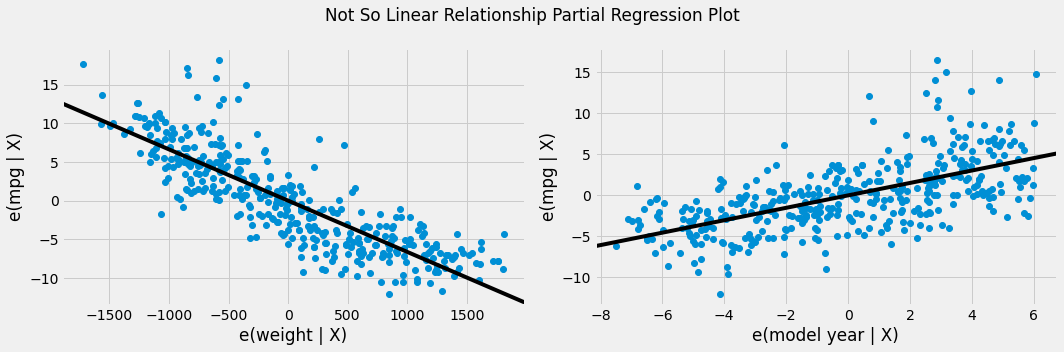 Not So Linear Relationship Partial Regression Plot
e(mpg | X)
15
10
5
0
−5
−10
−1500 −1000 −500 0 500 1000 1500
e(weight | X)
e(mpg | X)
15
10
5
0
−5
−10
−8 −6 −4 −2 0 2 4 6
e(model year | X)